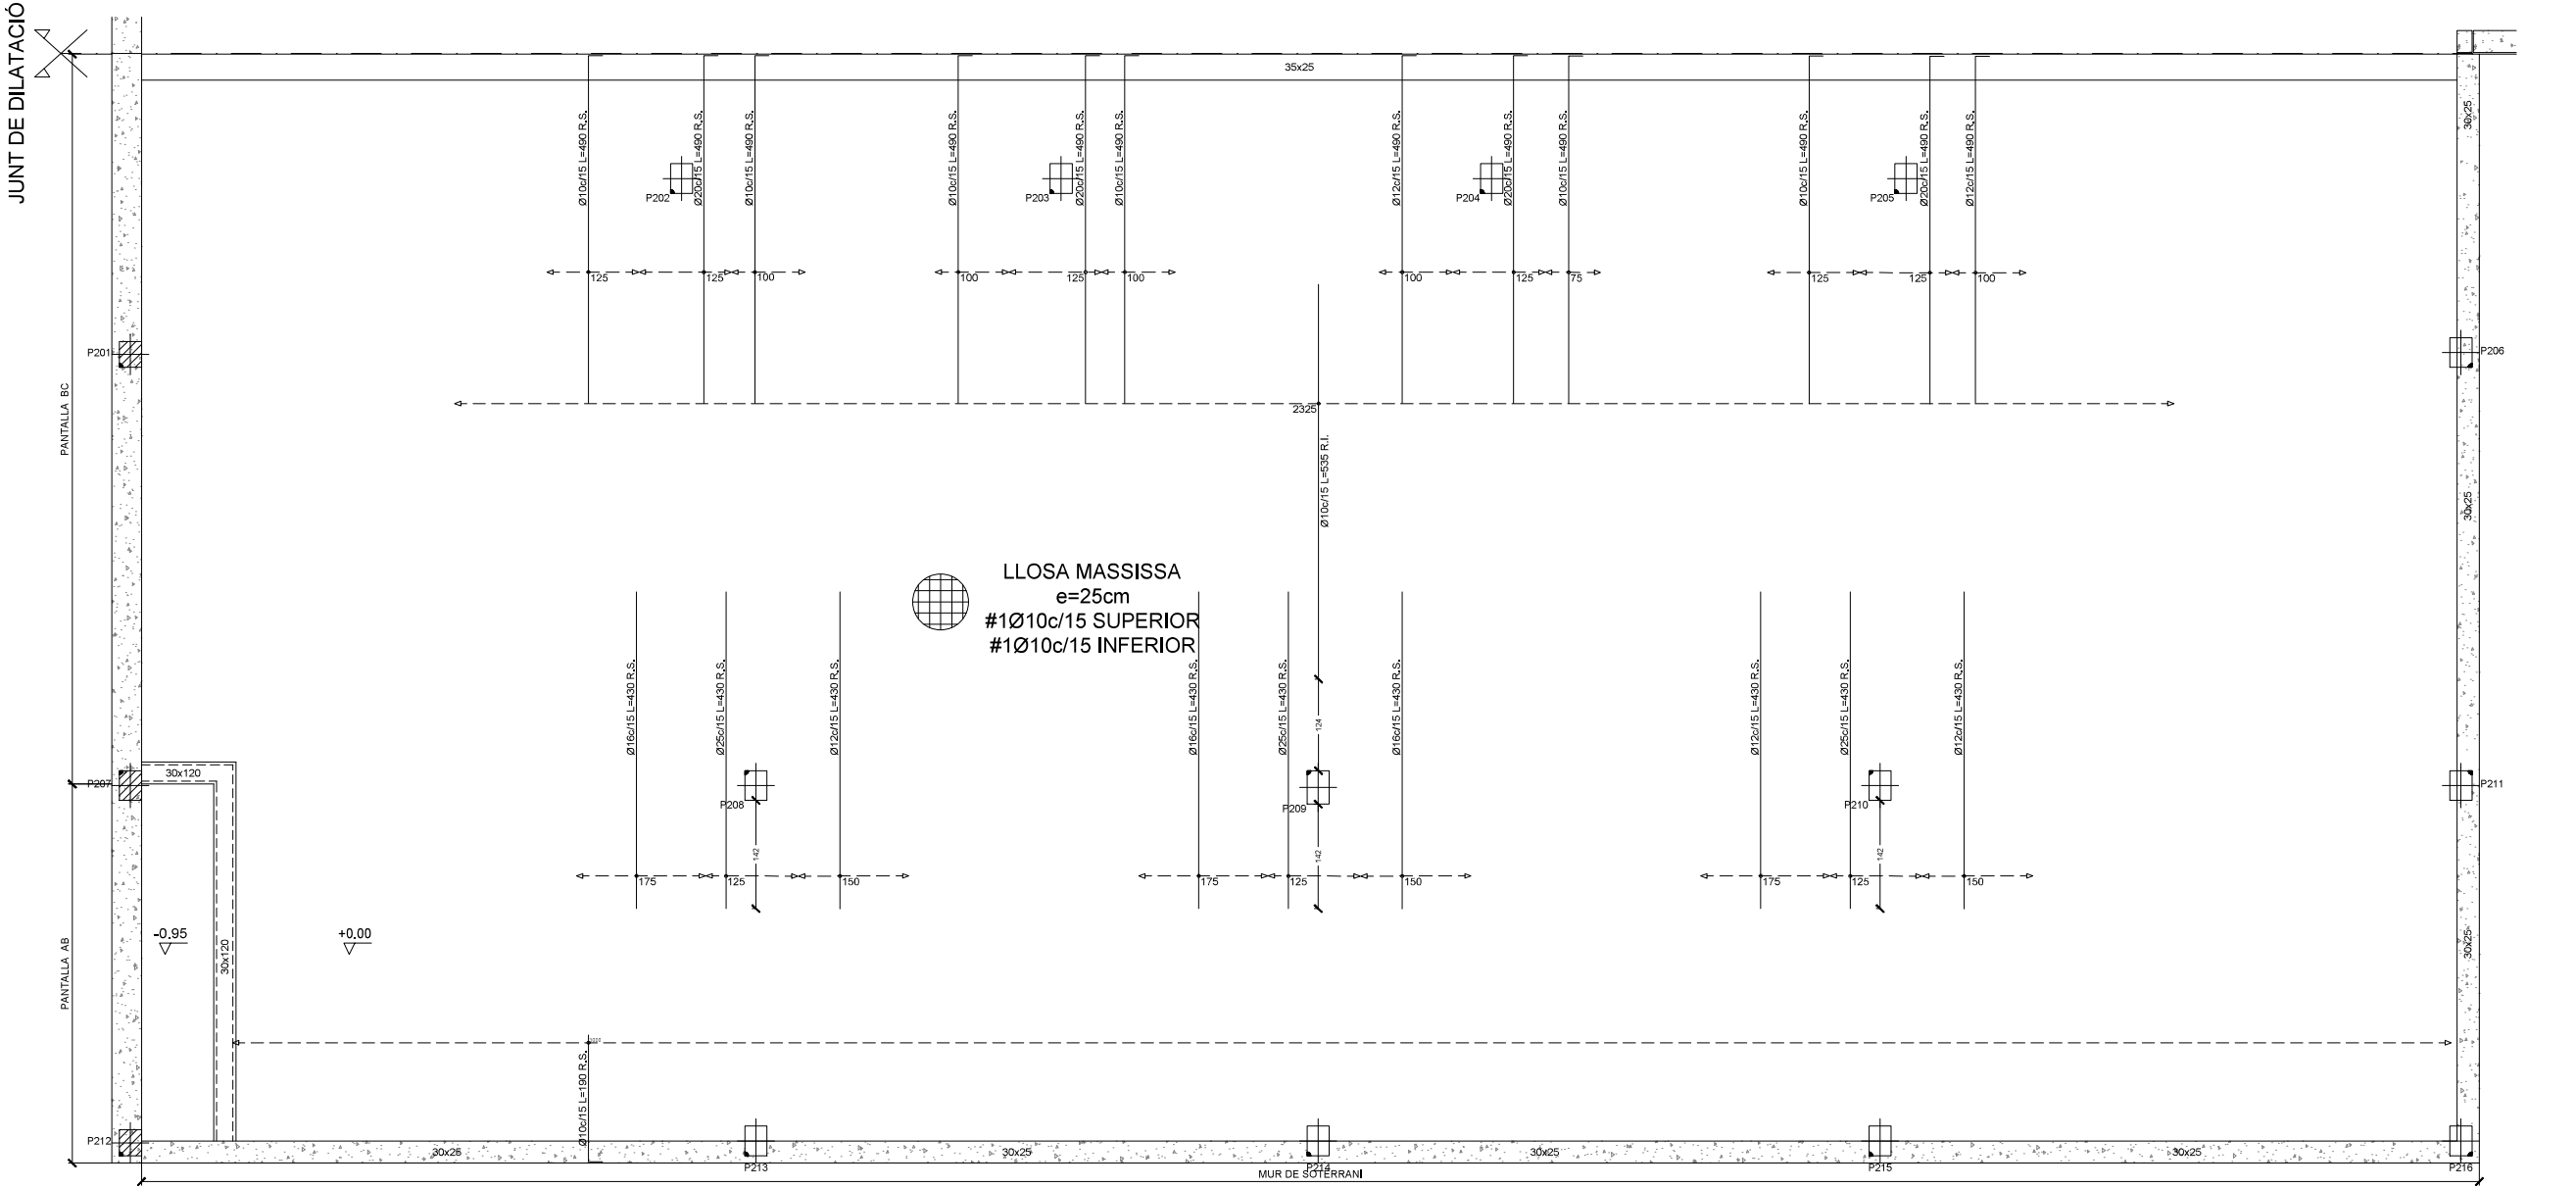 JUNT DE DILATACIÓ
35x25
30x25
Ø10c/15 L=490 R.S.
Ø20c/15 L=490 R.S.
Ø10c/15 L=490 R.S.
Ø10c/15 L=490 R.S.
Ø20c/15 L=490 R.S.
Ø10c/15 L=490 R.S.
Ø12c/15 L=490 R.S.
Ø20c/15 L=490 R.S.
Ø10c/15 L=490 R.S.
Ø10c/15 L=490 R.S.
Ø20c/15 L=490 R.S.
Ø12c/15 L=490 R.S.
P202
P203
P204
P205
125
125
100
100
125
100
100
125
75
125
125
100
P201
P206
PANTALLA BC
2325
Ø10c/15 L=535 R.I.
30x25
LLOSA MASSISSA
e=25cm
#1Ø10c/15 SUPERIOR
#1Ø10c/15 INFERIOR
Ø16c/15 L=430 R.S.
Ø25c/15 L=430 R.S.
Ø12c/15 L=430 R.S.
Ø16c/15 L=430 R.S.
Ø25c/15 L=430 R.S.
Ø16c/15 L=430 R.S.
Ø12c/15 L=430 R.S.
Ø25c/15 L=430 R.S.
Ø12c/15 L=430 R.S.
124
30x120
P207
P208
P209
P210
P211
142
142
142
175
125
150
175
125
150
175
125
150
-0.95
+0.00
30x120
30x25
PANTALLA AB
Ø10c/15 L=190 R.S.
P212
30x25
P213
30x25
P214
30x25
P215
30x25
P216
MUR DE SOTERRANI